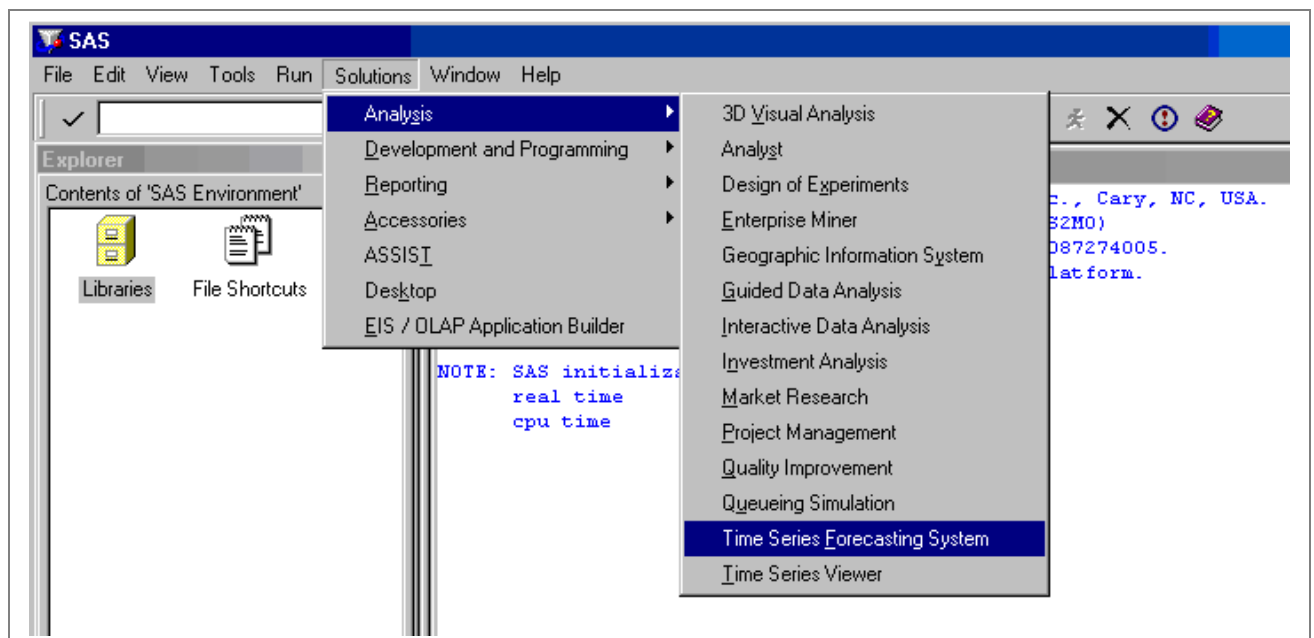 SAS
File Edit View Tools Run Solutions Window Help
Explorer
Contents of 'SAS Environment'
Libraries
File Shortcuts
Analysis
Development and Programming
Reporting
Accessories
ASSIST
Desktop
EIS / OLAP Application Builder
3D Visual Analysis
Analyst
Design of Experiments
Enterprise Miner
Geographic Information System
Guided Data Analysis
Interactive Data Analysis
Investment Analysis
Market Research
Project Management
Quality Improvement
Queueing Simulation
Time Series Forecasting System
Time Series Viewer
c., Cary, NC, USA.
S2M0)
087274005.
latform.
NOTE: SAS initializa
real time
cpu time